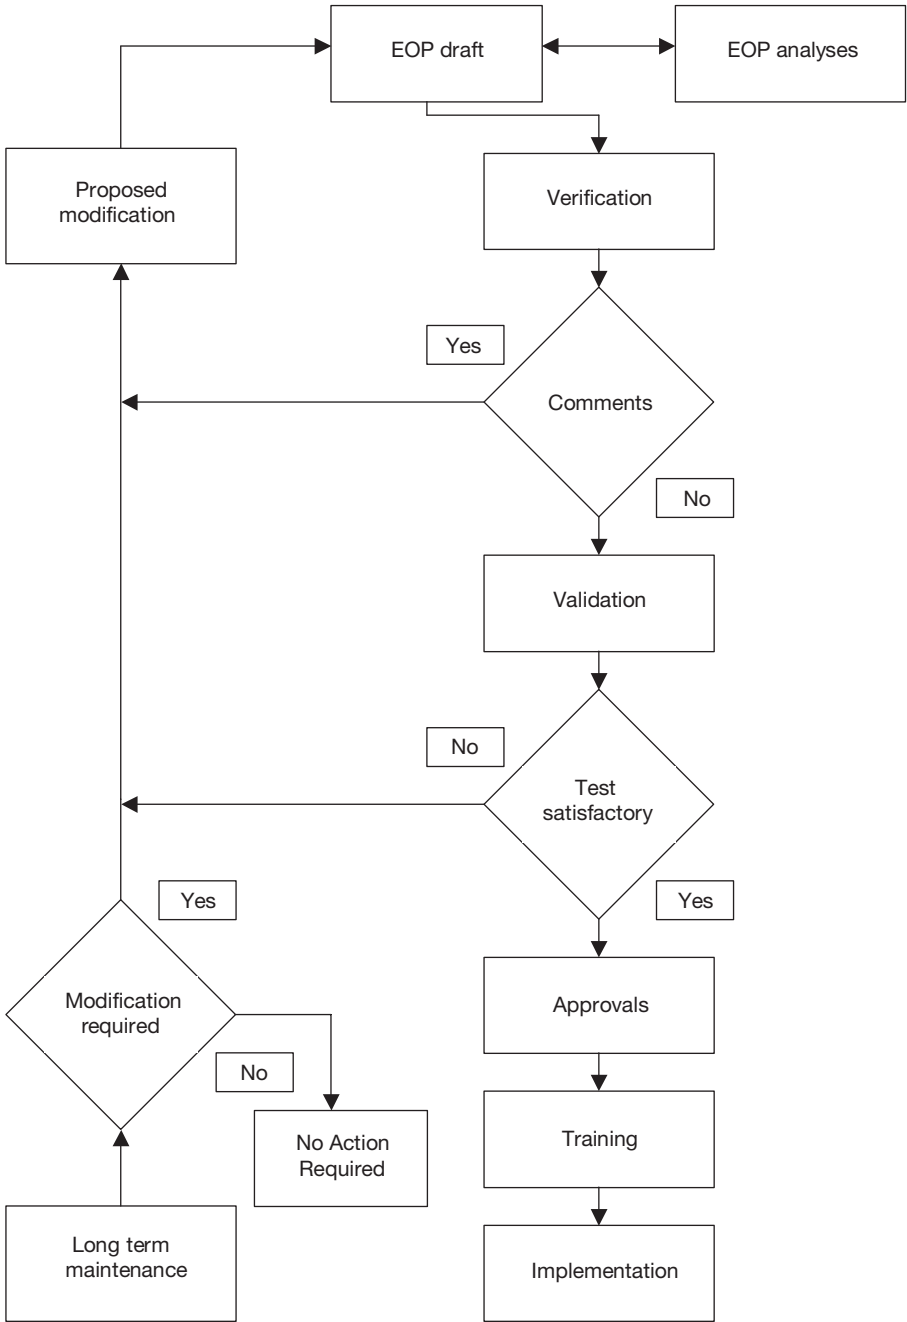 EOP draft
EOP analyses
Proposed
modification
Verification
Yes
Comments
No
Validation
No
Test
satisfactory
Yes
Yes
Modification
required
Approvals
No
No Action
Required
Training
Long term
maintenance
Implementation